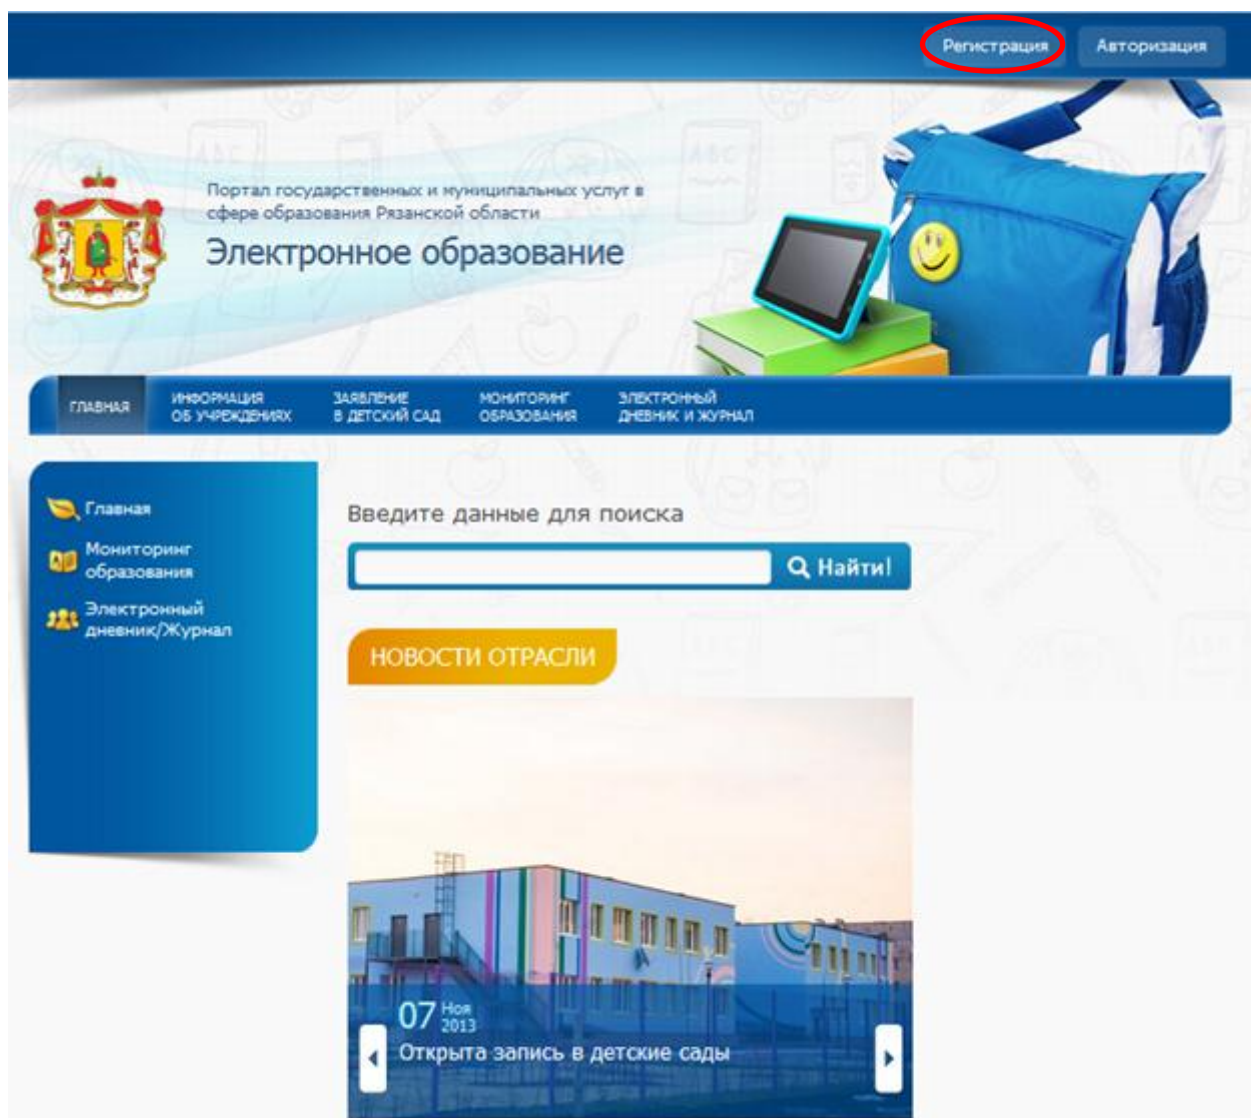 Регистрация
Авторизация
Портал государственных и муниципальных услуг в
сфере образования Рязанской области
Электронное образование
ГЛАВНАЯ
ИНФОРМАЦИЯ
ОБ УЧРЕЖДЕНИЯХ
ЗАЯВЛЕНИЕ
В ДЕТСКИЙ САД
МОНИТОРИНГ
ОБРАЗОВАНИЯ
ЭЛЕКТРОННЫЙ
ДНЕВНИК И ЖУРНАЛ
Главная
Мониторинг
образования
Электронный
дневник/Журнал
Введите данные для поиска
Найти!
НОВОСТИ ОТРАСЛИ
07 Ноя
2013
Открыта запись в детские сады
ABC
ABC